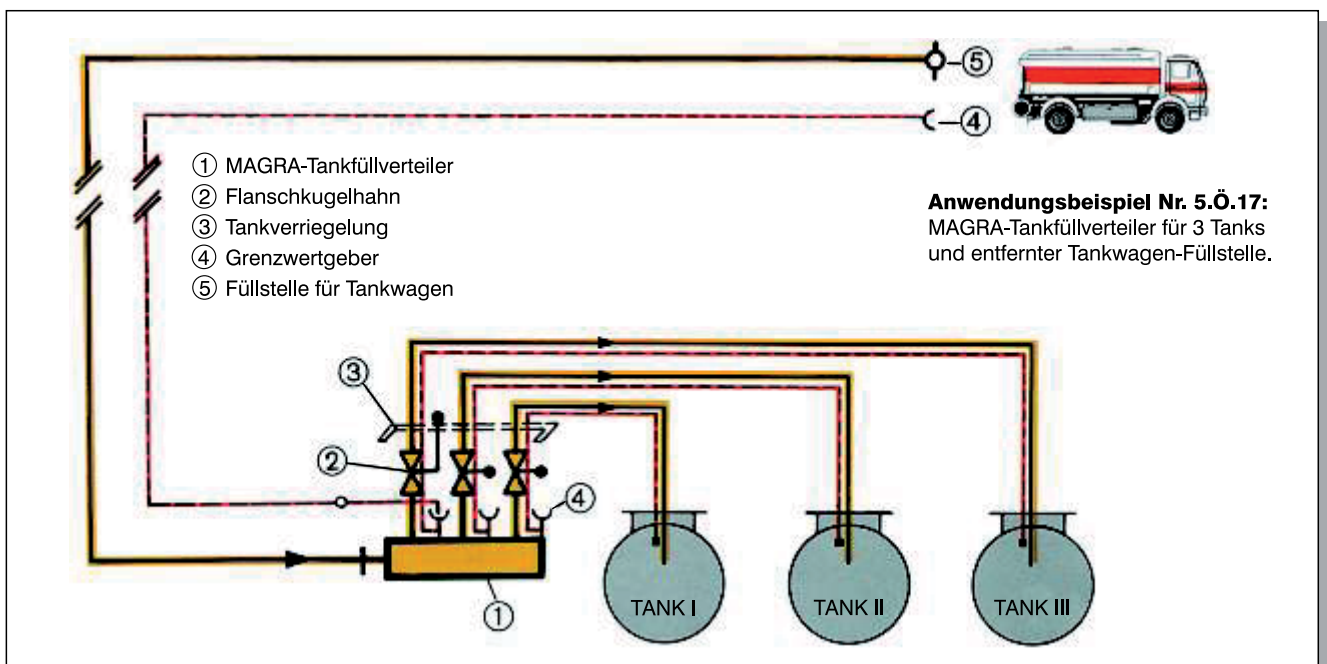 ⑤
④
① MAGRA-Tankfüllverteiler
② Flanschkugelhahn
③ Tankverriegelung
④ Grenzwertgeber
⑤ Füllstelle für Tankwagen
Anwendungsbeispiel Nr. 5.Ö.17:
MAGRA-Tankfüllverteiler für 3 Tanks
und entfernter Tankwagen-Füllstelle.
③
②
④
①
TANK I
TANK II
TANK III